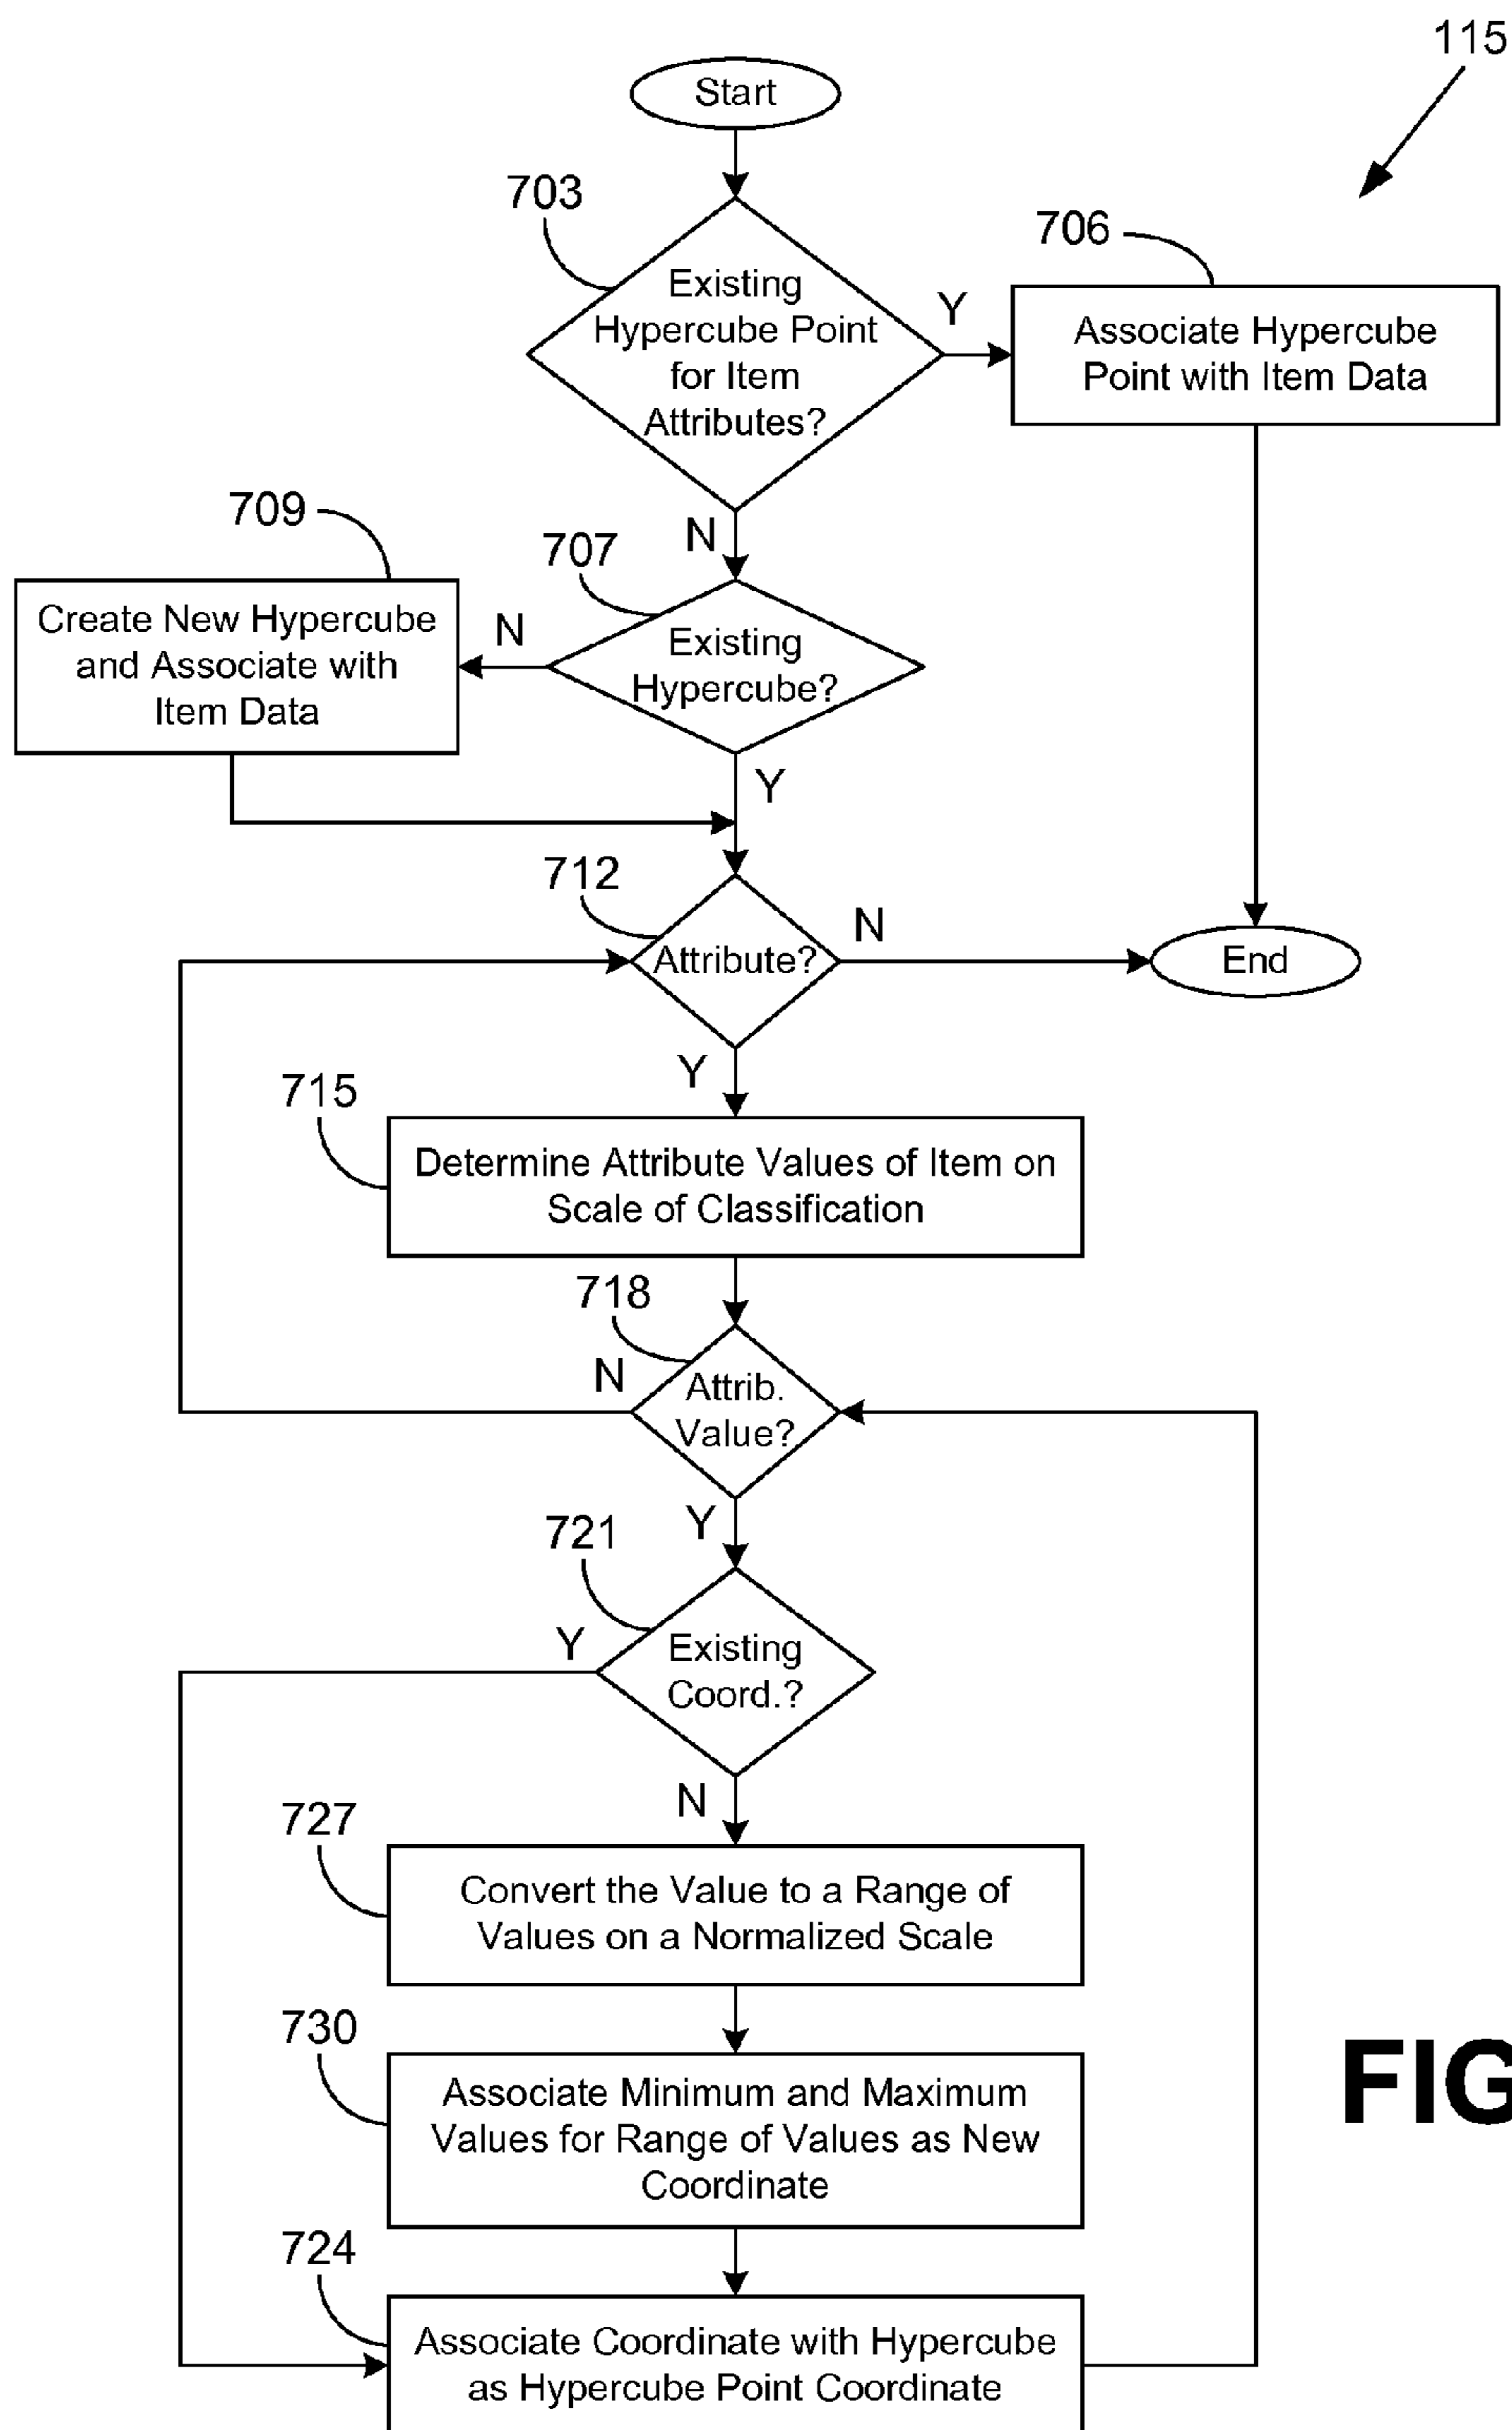 115
Start
703
Existing
Hypercube Point
for Item
Attributes?
Y
706
Associate Hypercube
Point with Item Data
N
709
Create New Hypercube
and Associate with
Item Data
707
N
Existing
Hypercube?
Y
712
Attribute?
N
End
Y
715
Determine Attribute Values of Item on
Scale of Classification
718
N
Attrib.
Value?
Y
721
Y
Existing
Coord.?
N
727
Convert the Value to a Range of
Values on a Normalized Scale
730
Associate Minimum and Maximum
Values for Range of Values as New
Coordinate
FIG
724
Associate Coordinate with Hypercube
as Hypercube Point Coordinate